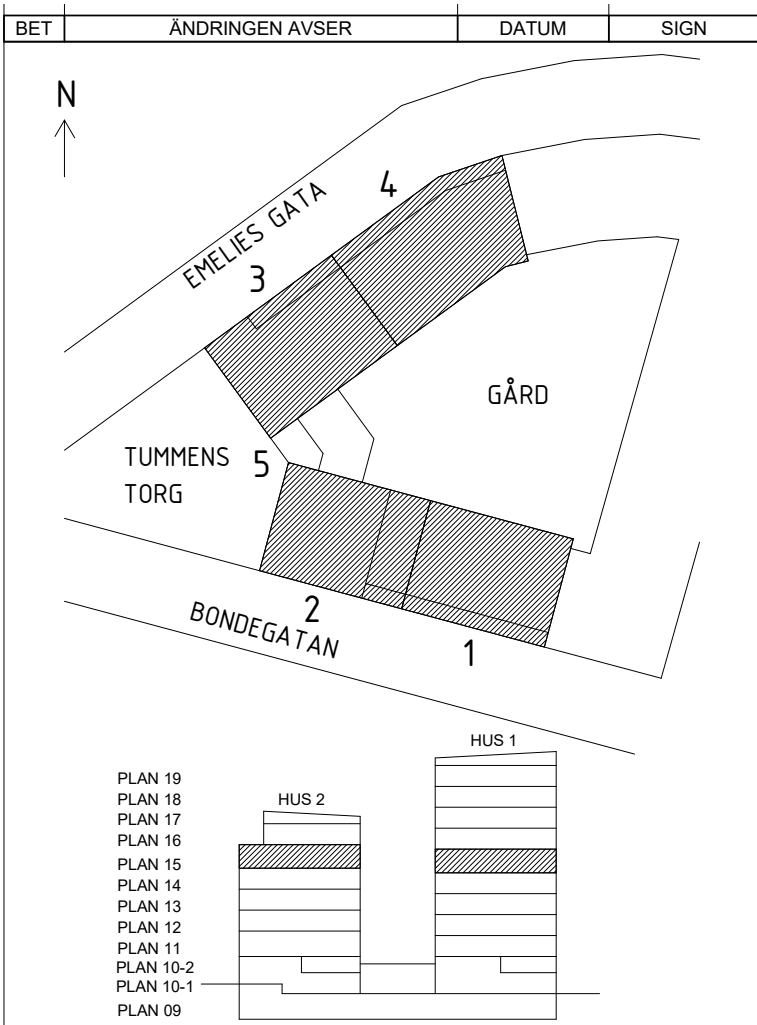 BET ÄNDRINGEN AVSER DATUM SIGN
N
4
EMELIES GATA
3
GÅRD
TUMMENS
TORG
5
2
BONDEGATAN
1
HUS 1
PLAN 19
PLAN 18
HUS 2
PLAN 17
PLAN 16
PLAN 15
PLAN 14
PLAN 13
PLAN 12
PLAN 11
PLAN 10-2
PLAN 10-1
PLAN 09